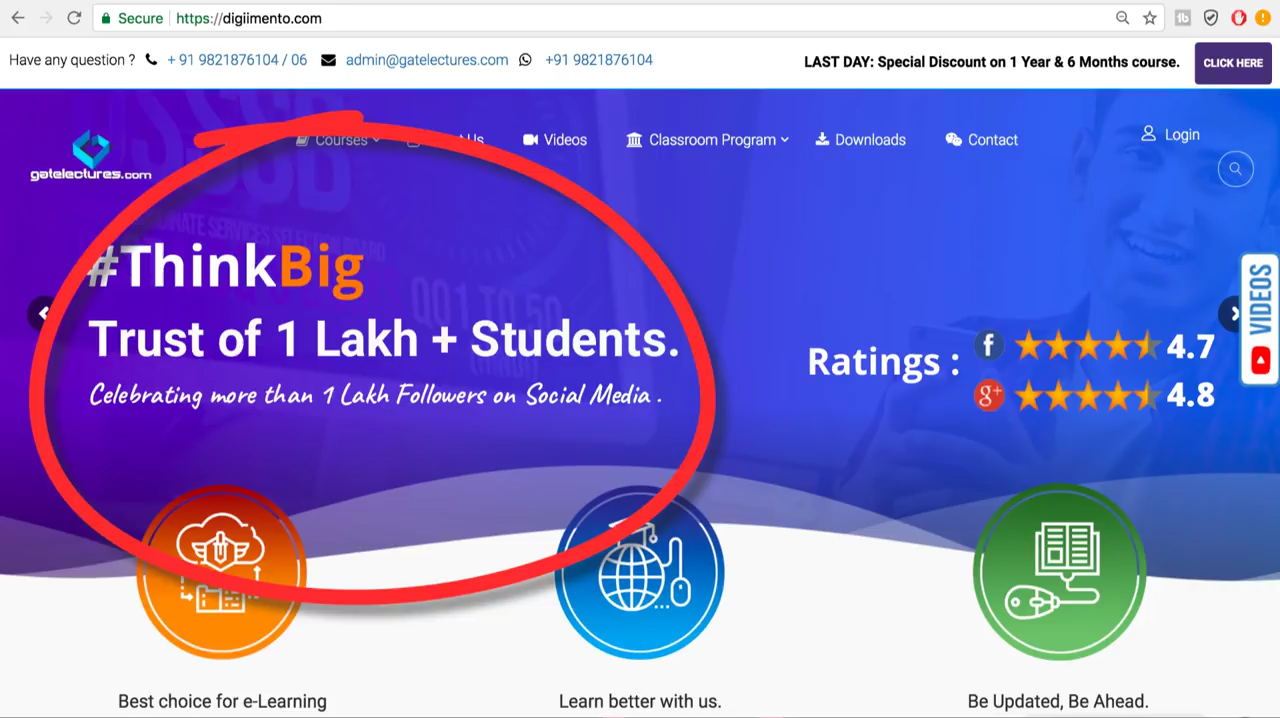 Secure https://digiimento.com
Have any question ? + 91 9821876104 / 06 admin@gatelectures.com +91 9821876104 LAST DAY: Special Discount on 1 Year & 6 Months course. CLICK HERE
Courses Us Videos Classroom Program Downloads Contact Login
gatelectures.com
#ThinkBig
Trust of 1 Lakh + Students.
Celebrating more than 1 Lakh Followers on Social Media .
Ratings : f 4.7
g+ 4.8
VIDEOS
Best choice for e-Learning Learn better with us. Be Updated, Be Ahead.